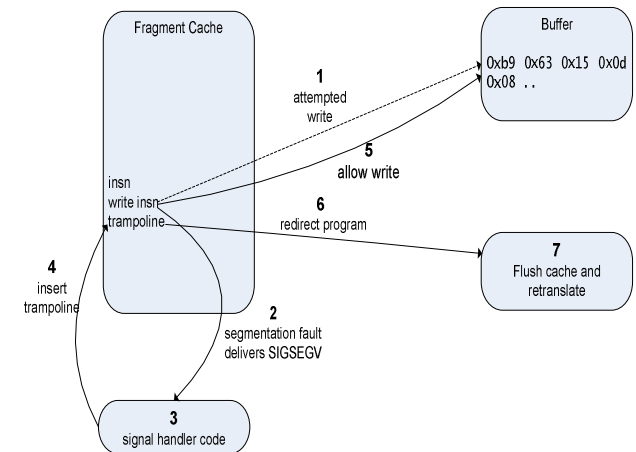 Fragment Cache
Buffer
0xb9 0x63 0x15 0x0d
0x08 ..
1
attempted
write
5
allow write
insn
write insn
trampoline
6
redirect program
7
Flush cache and
retranslate
4
insert
trampoline
2
segmentation fault
delivers SIGSEGV
3
signal handler code